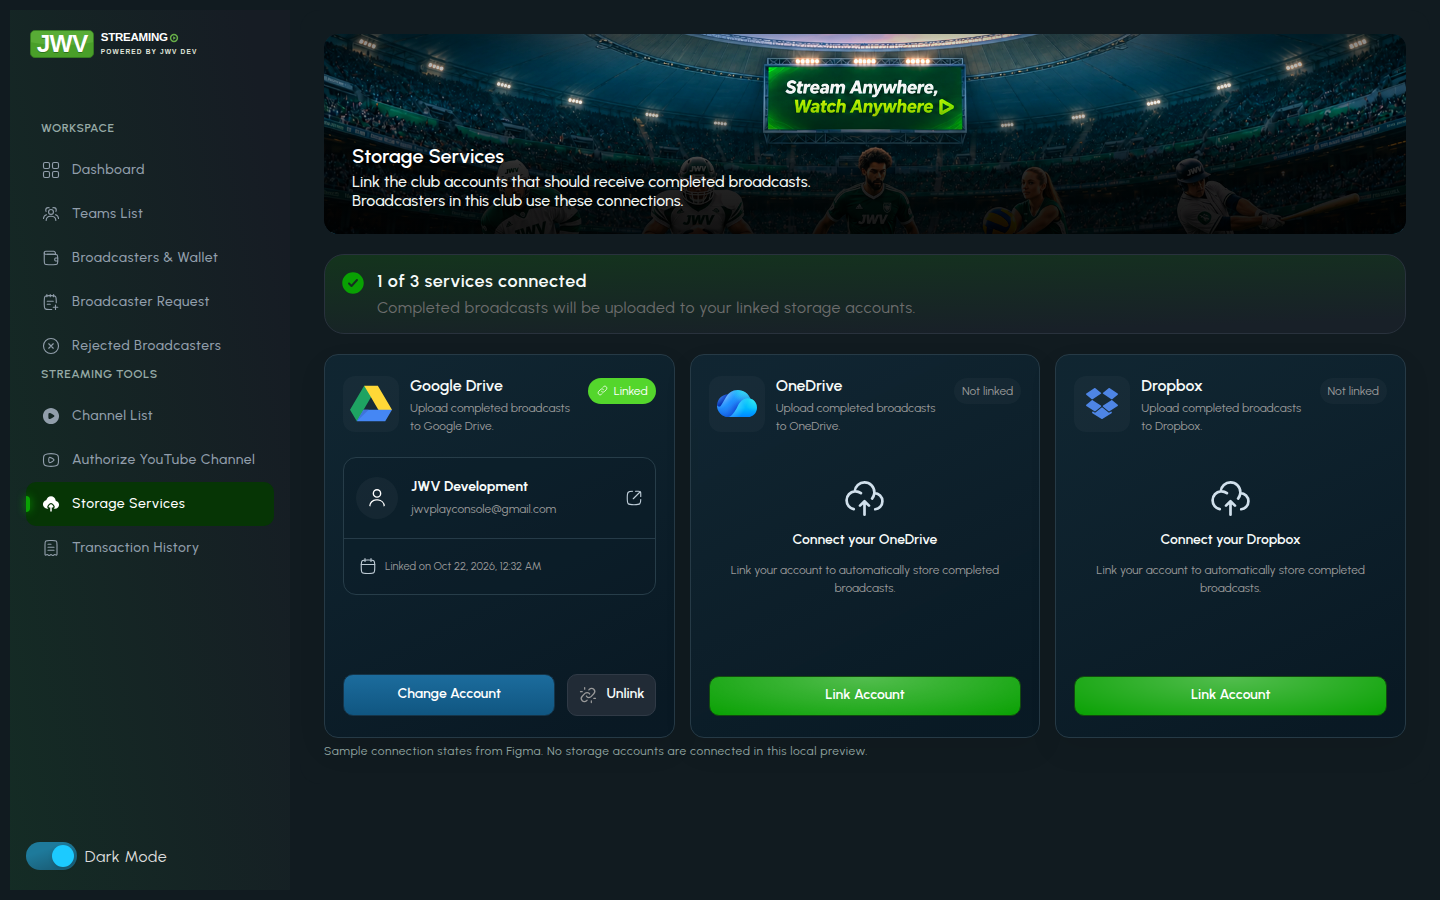 JWV STREAMING
POWERED BY JWV DEV
WORKSPACE
Dashboard
Teams List
Broadcasters & Wallet
Broadcaster Request
Rejected Broadcasters
STREAMING TOOLS
Channel List
Authorize YouTube Channel
Storage Services
Transaction History
Dark Mode
Stream Anywhere,
Watch Anywhere
Storage Services
Link the club accounts that should receive completed broadcasts.
Broadcasters in this club use these connections.
JWV
JWV
JWV
JWV
1 of 3 services connected
Completed broadcasts will be uploaded to your linked storage accounts.
Google Drive
Linked
Upload completed broadcasts
to Google Drive.
JWV Development
jwvplayconsole@gmail.com
Linked on Oct 22, 2026, 12:32 AM
Change Account
Unlink
OneDrive
Not linked
Upload completed broadcasts
to OneDrive.
Connect your OneDrive
Link your account to automatically store completed
broadcasts.
Link Account
Dropbox
Not linked
Upload completed broadcasts
to Dropbox.
Connect your Dropbox
Link your account to automatically store completed
broadcasts.
Link Account
Sample connection states from Figma. No storage accounts are connected in this local preview.